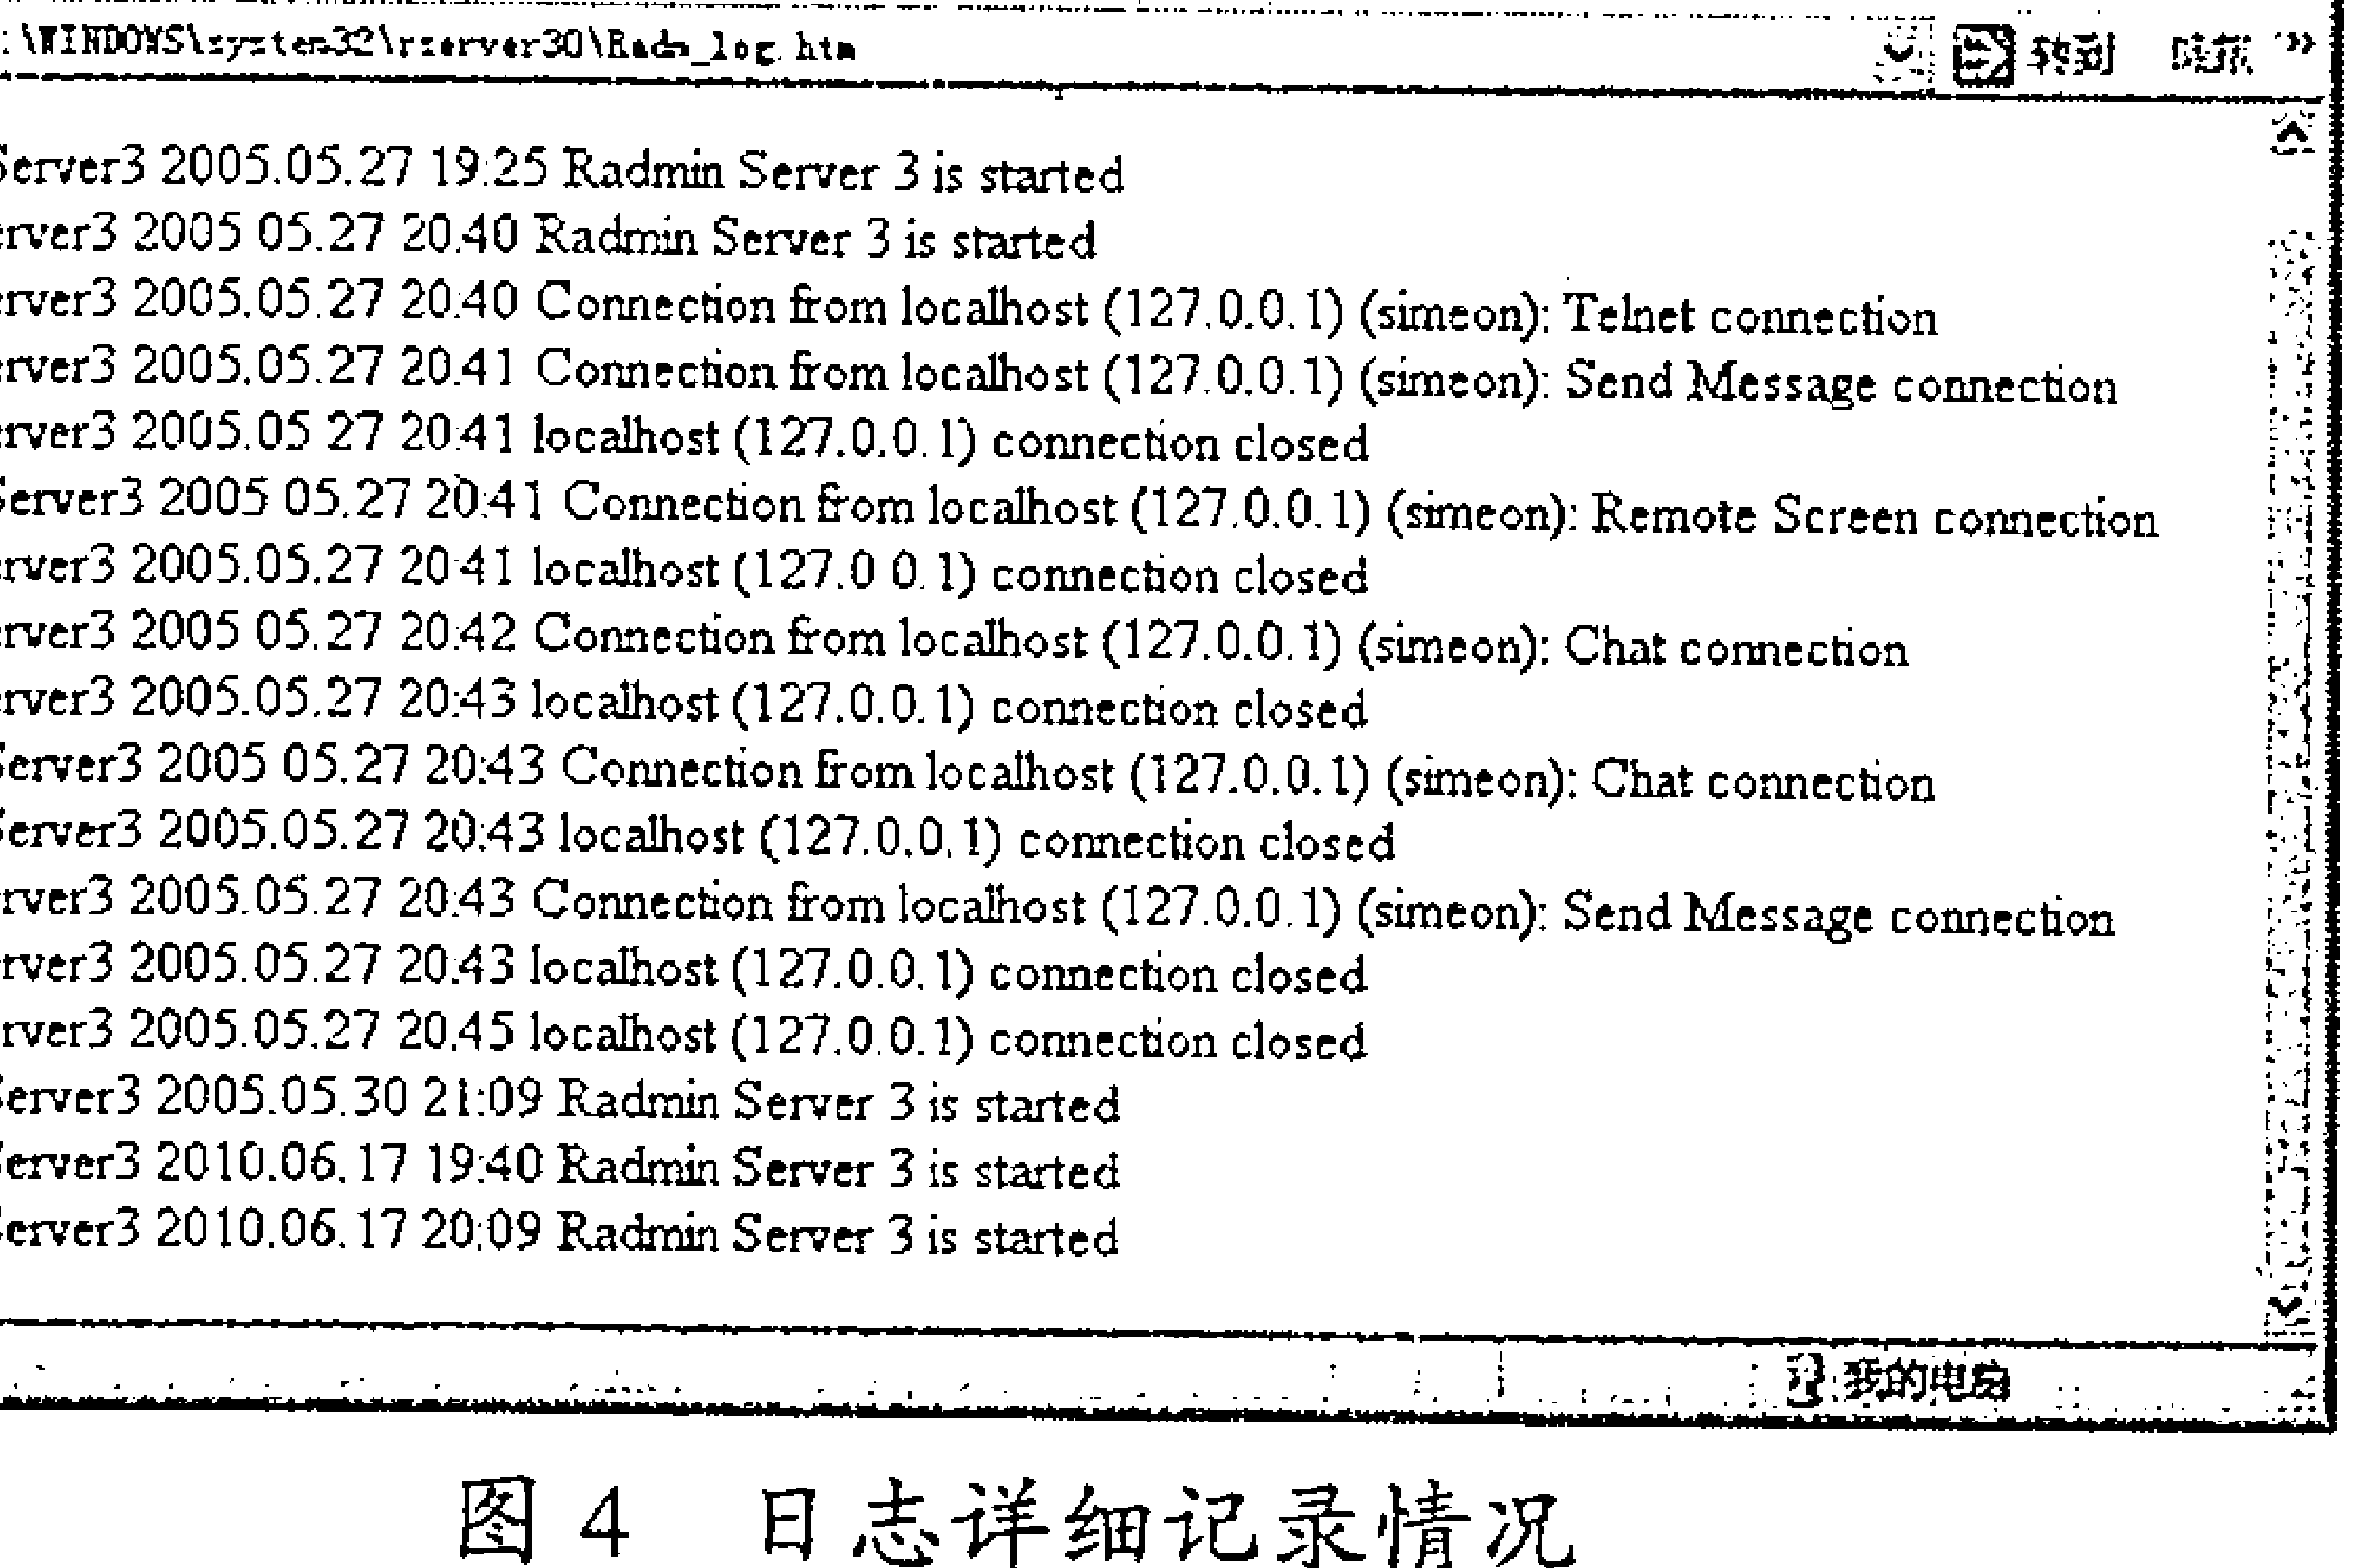 :\WINDOWS\system32\rserver30\Radm_log.htm 转到 链接 »
Server3 2005.05.27 19:25 Radmin Server 3 is started
erver3 2005 05.27 20.40 Radmin Server 3 is started
erver3 2005.05.27 20:40 Connection from localhost (127.0.0.1) (simeon): Telnet connection
erver3 2005.05.27 20:41 Connection from localhost (127.0.0.1) (simeon): Send Message connection
erver3 2005.05 27 20:41 localhost (127.0.0.1) connection closed
Server3 2005 05.27 20:41 Connection from localhost (127.0.0.1) (simeon): Remote Screen connection
erver3 2005.05.27 20:41 localhost (127.0 0.1) connection closed
erver3 2005 05.27 20:42 Connection from localhost (127.0.0.1) (simeon): Chat connection
erver3 2005.05.27 20:43 localhost (127.0.0.1) connection closed
Server3 2005 05.27 20:43 Connection from localhost (127.0.0.1) (simeon): Chat connection
Server3 2005.05.27 20:43 localhost (127.0.0.1) connection closed
erver3 2005.05.27 20:43 Connection from localhost (127.0.0.1) (simeon): Send Message connection
erver3 2005.05.27 20:43 localhost (127.0.0.1) connection closed
erver3 2005.05.27 20.45 localhost (127.0.0.1) connection closed
Server3 2005.05.30 21:09 Radmin Server 3 is started
Server3 2010.06.17 19:40 Radmin Server 3 is started
Server3 2010.06.17 20:09 Radmin Server 3 is started
我的电脑
图 4 日志详细记录情况